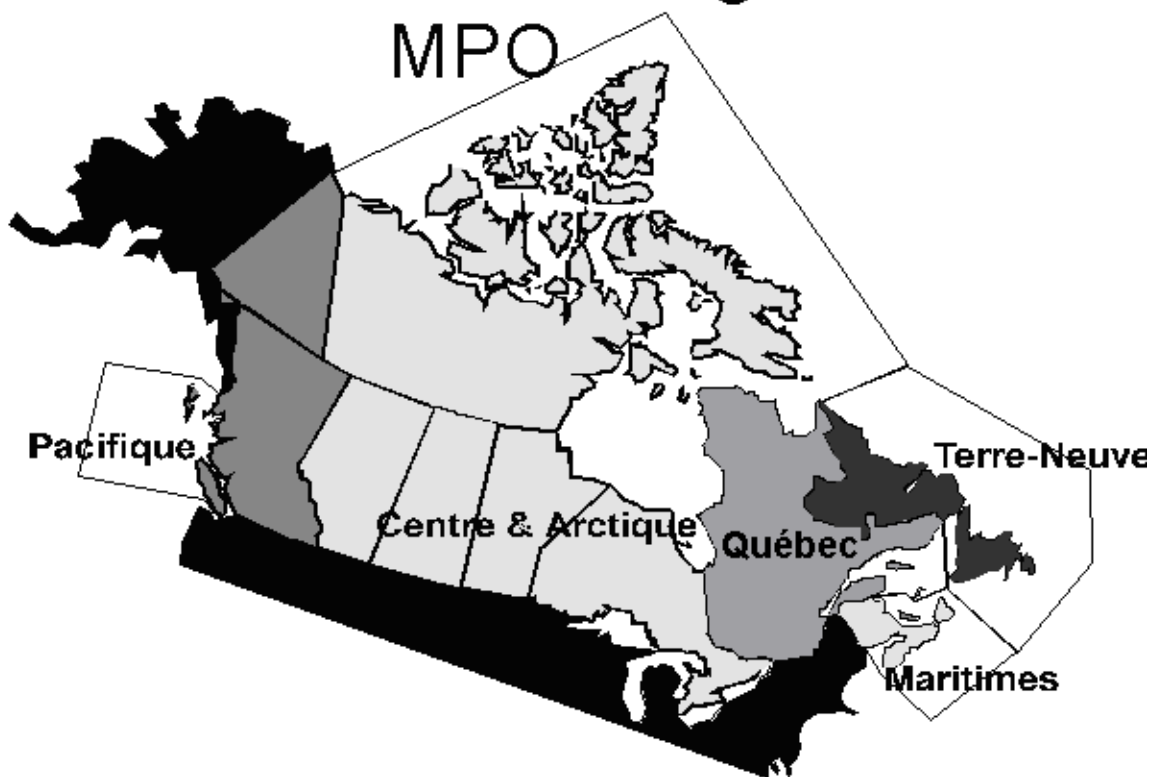 MPO
Pacifique
Terre-Neuve
Centre & Arctique
Québec
Maritimes